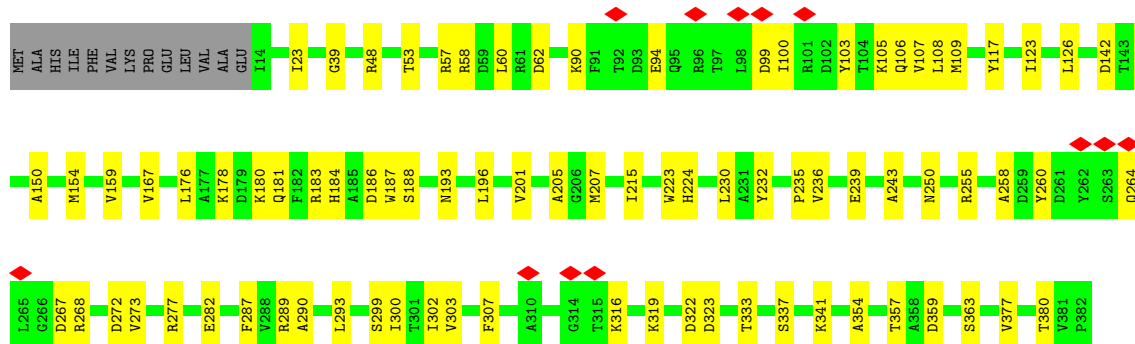 MET ALA HIS ILE PHE VAL LYS PRO GLU LEU VAL ALA GLU I14 I23 G39 R48 T53 R57 R58 D59 L60 R61 D62 K90 F91 T92 D93 E94 Q95 R96 T97 L98 D99 I100 R101 D102 Y103 T104 K105 Q106 V107 L108 M109 Y117 I123 L126 D142 T143
A150 M154 V159 V167 L176 A177 K178 D179 K180 Q181 F182 R183 H184 A185 D186 W187 S188 N193 L196 V201 A205 G206 M207 I215 W223 H224 L230 A231 Y232 P235 V236 E239 A243 N250 R255 A258 D259 Y260 D261 Y262 S263 Q264
L265 G266 D267 R268 D272 V273 R277 E282 F287 V288 R289 A290 L293 S299 I300 T301 I302 V303 F307 A310 G314 T315 K316 K319 D322 D323 T333 S337 K341 A354 T357 A358 D359 S363 V377 T380 V381 P382